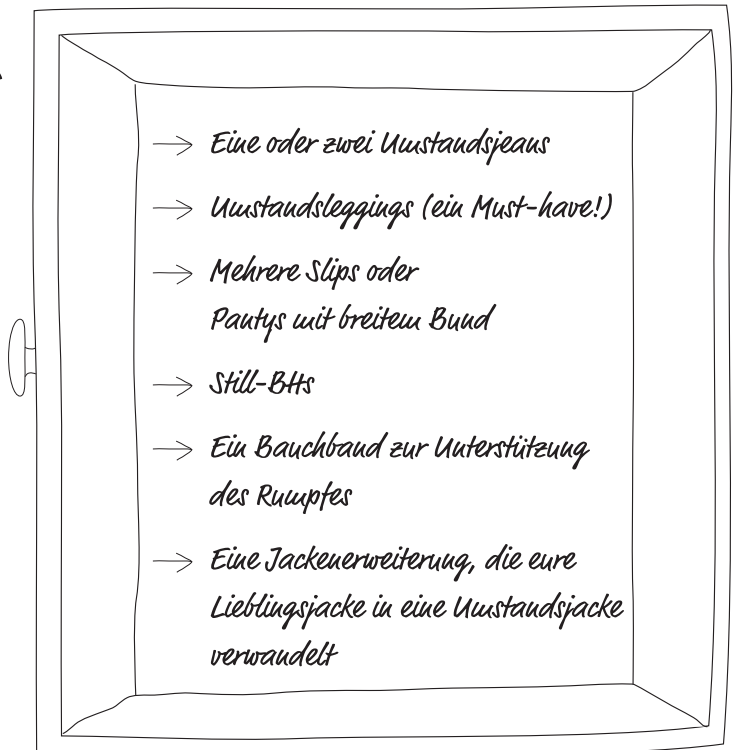 → Eine oder zwei Umstandsjeans
→ Umstandsleggings (ein Must-have!)
→ Mehrere Slips oder
Pantys mit breitem Bund
→ Still-BHs
→ Ein Bauchband zur Unterstützung
des Rumpfes
→ Eine Jackenerweiterung, die eure
Lieblingsjacke in eine Umstandsjacke
verwandelt